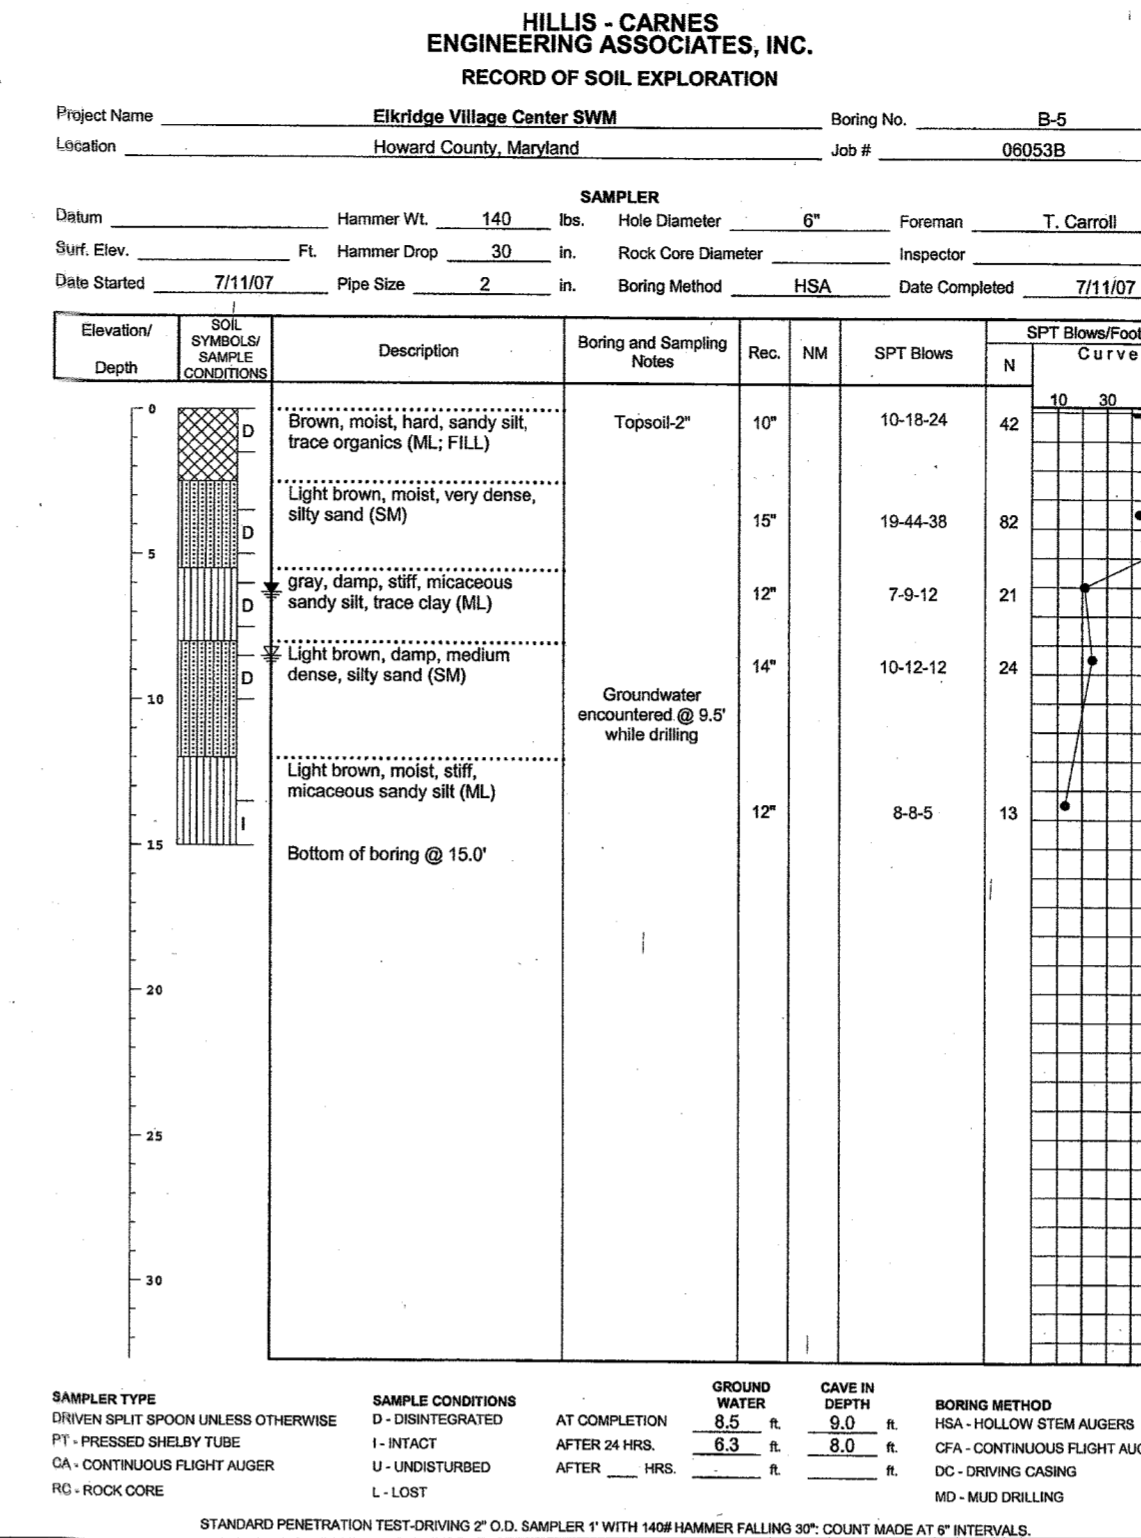 HILLIS - CARNES
ENGINEERING ASSOCIATES, INC.
RECORD OF SOIL EXPLORATION
Project Name Elkridge Village Center SWM Boring No. B-5
Location Howard County, Maryland Job # 06053B
SAMPLER
Datum Hammer Wt. 140 lbs. Hole Diameter 6" Foreman T. Carroll
Surf. Elev. Ft. Hammer Drop 30 in. Rock Core Diameter Inspector
Date Started 7/11/07 Pipe Size 2 in. Boring Method HSA Date Completed 7/11/07
Elevation/
Depth
SOIL
SYMBOLS/
SAMPLE
CONDITIONS
Description
Boring and Sampling
Notes
Rec.
NM
SPT Blows
SPT Blows/Foot
N
Curve
10 30
0
D
Brown, moist, hard, sandy silt,
trace organics (ML; FILL)
Topsoil-2"
10"
10-18-24
42
Light brown, moist, very dense,
silty sand (SM)
D
15"
19-44-38
82
5
gray, damp, stiff, micaceous
sandy silt, trace clay (ML)
D
12"
7-9-12
21
Light brown, damp, medium
dense, silty sand (SM)
D
14"
10-12-12
24
10
Groundwater
encountered @ 9.5'
while drilling
Light brown, moist, stiff,
micaceous sandy silt (ML)
I
12"
8-8-5
13
15
Bottom of boring @ 15.0'
20
25
30
SAMPLER TYPE
DRIVEN SPLIT SPOON UNLESS OTHERWISE
PT - PRESSED SHELBY TUBE
CA - CONTINUOUS FLIGHT AUGER
RC - ROCK CORE
SAMPLE CONDITIONS
D - DISINTEGRATED
I - INTACT
U - UNDISTURBED
L - LOST
GROUND
WATER
CAVE IN
DEPTH
AT COMPLETION 8.5 ft. 9.0 ft.
AFTER 24 HRS. 6.3 ft. 8.0 ft.
AFTER ____ HRS. ft. ft.
BORING METHOD
HSA - HOLLOW STEM AUGERS
CFA - CONTINUOUS FLIGHT AUG
DC - DRIVING CASING
MD - MUD DRILLING
STANDARD PENETRATION TEST-DRIVING 2" O.D. SAMPLER 1' WITH 140# HAMMER FALLING 30": COUNT MADE AT 6" INTERVALS.